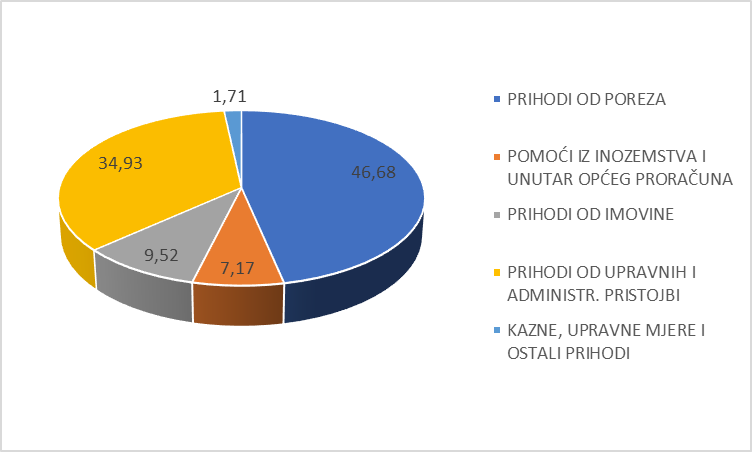 1,71
46,68
34,93
9,52
7,17
PRIHODI OD POREZA
POMOĆI IZ INOZEMSTVA I
UNUTAR OPĆEG PRORAČUNA
PRIHODI OD IMOVINE
PRIHODI OD UPRAVNIH I
ADMINISTR. PRISTOJBI
KAZNE, UPRAVNE MJERE I
OSTALI PRIHODI